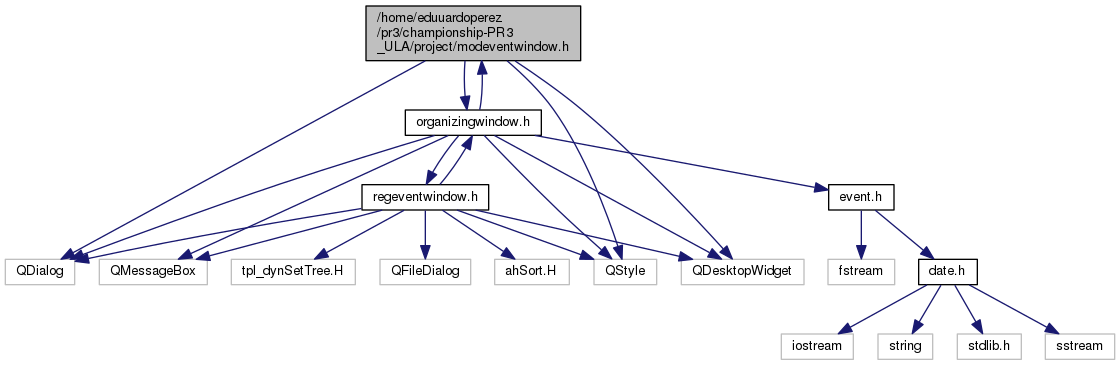 /home/eduuardoperez
/pr3/championship-PR3
_ULA/project/modeventwindow.h
organizingwindow.h
regeventwindow.h
event.h
QDialog
QMessageBox
tpl_dynSetTree.H
QFileDialog
ahSort.H
QStyle
QDesktopWidget
fstream
date.h
iostream
string
stdlib.h
sstream